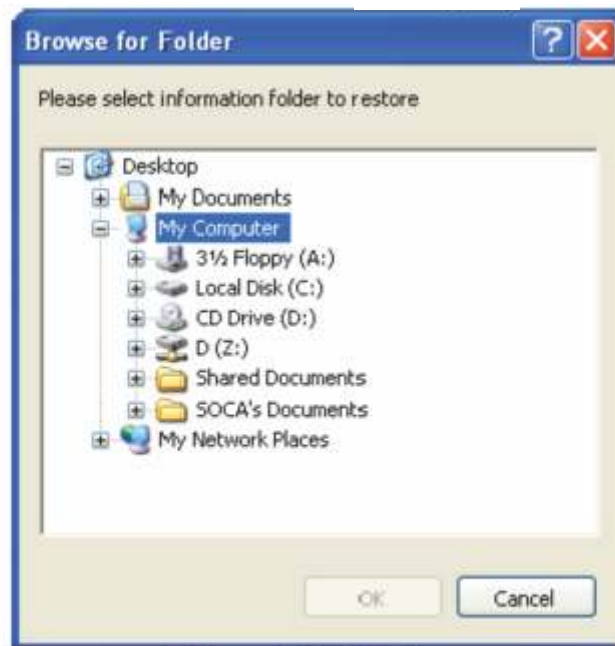 Browse for Folder
Please select information folder to restore
Desktop
My Documents
My Computer
3½ Floppy (A:)
Local Disk (C:)
CD Drive (D:)
D (Z:)
Shared Documents
SOCA's Documents
My Network Places
OK
Cancel